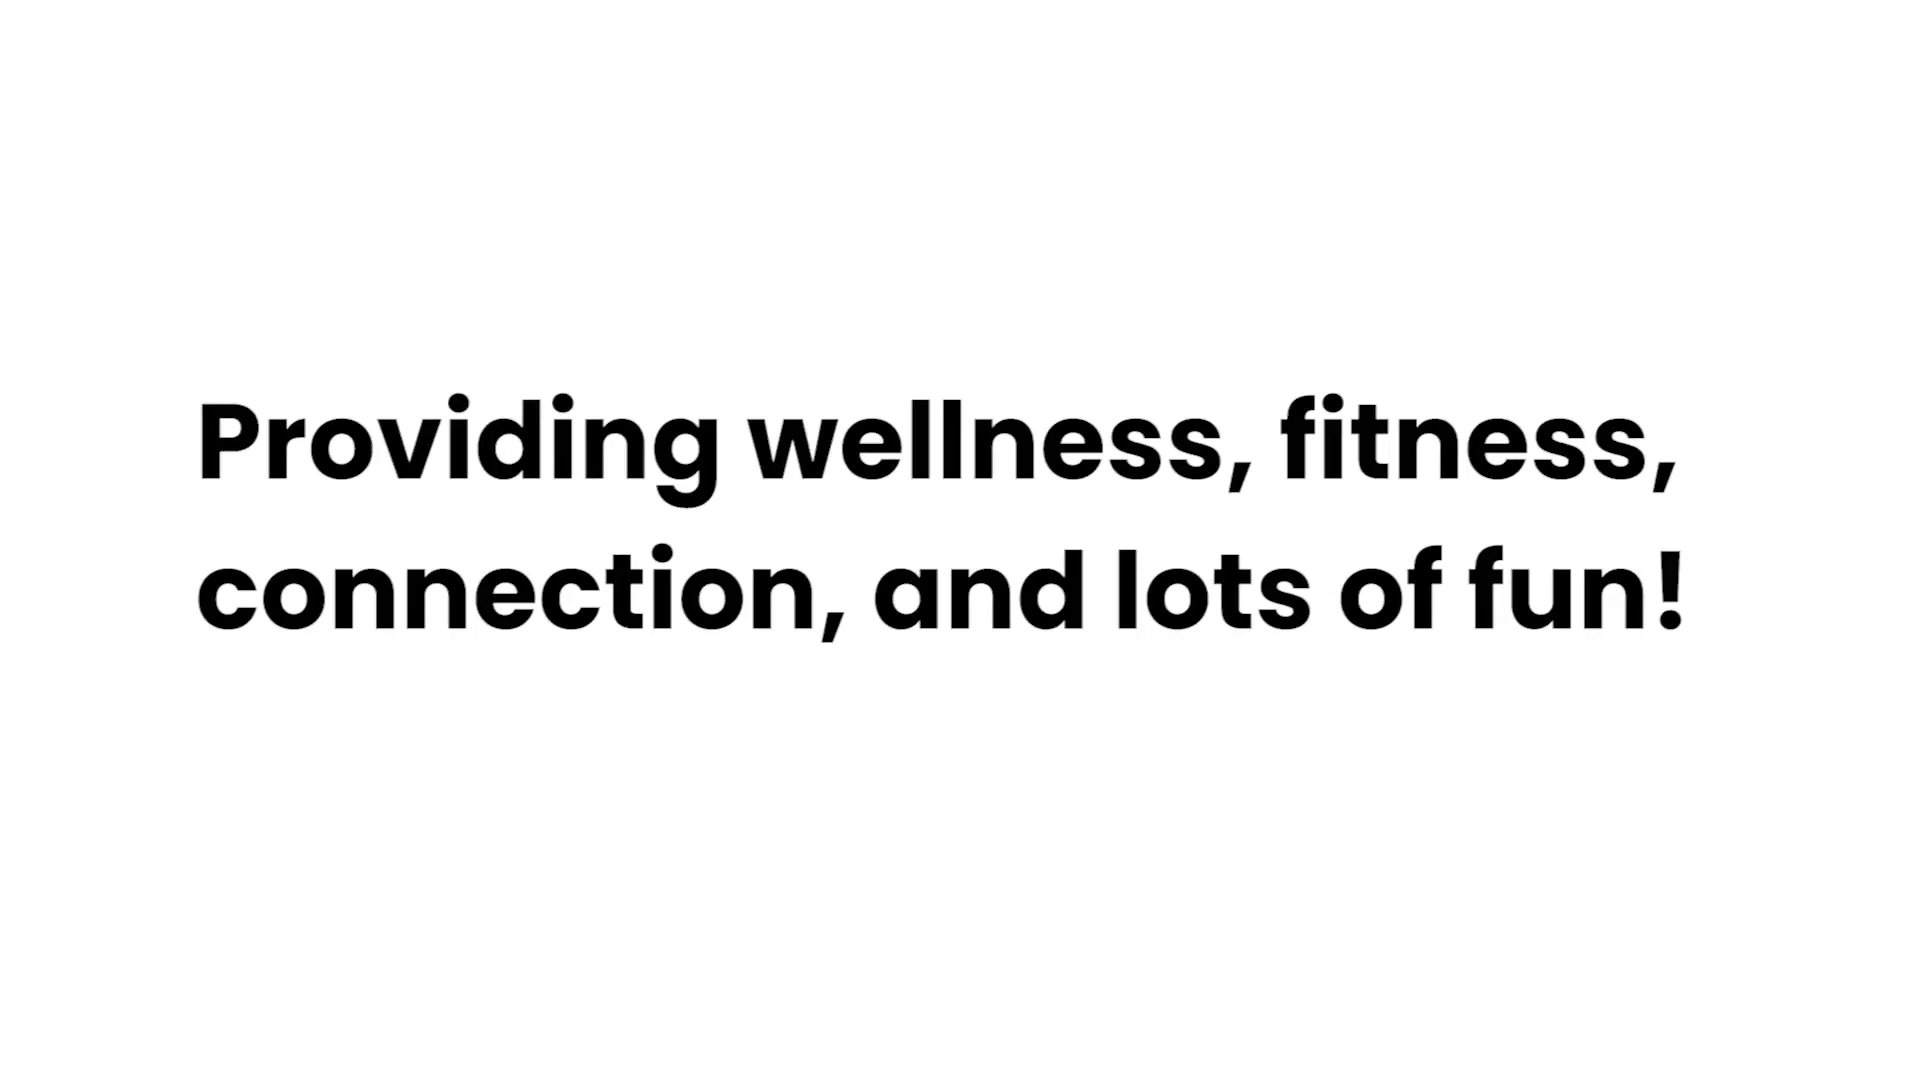 Providing wellness, fitness,
connection, and lots of fun!